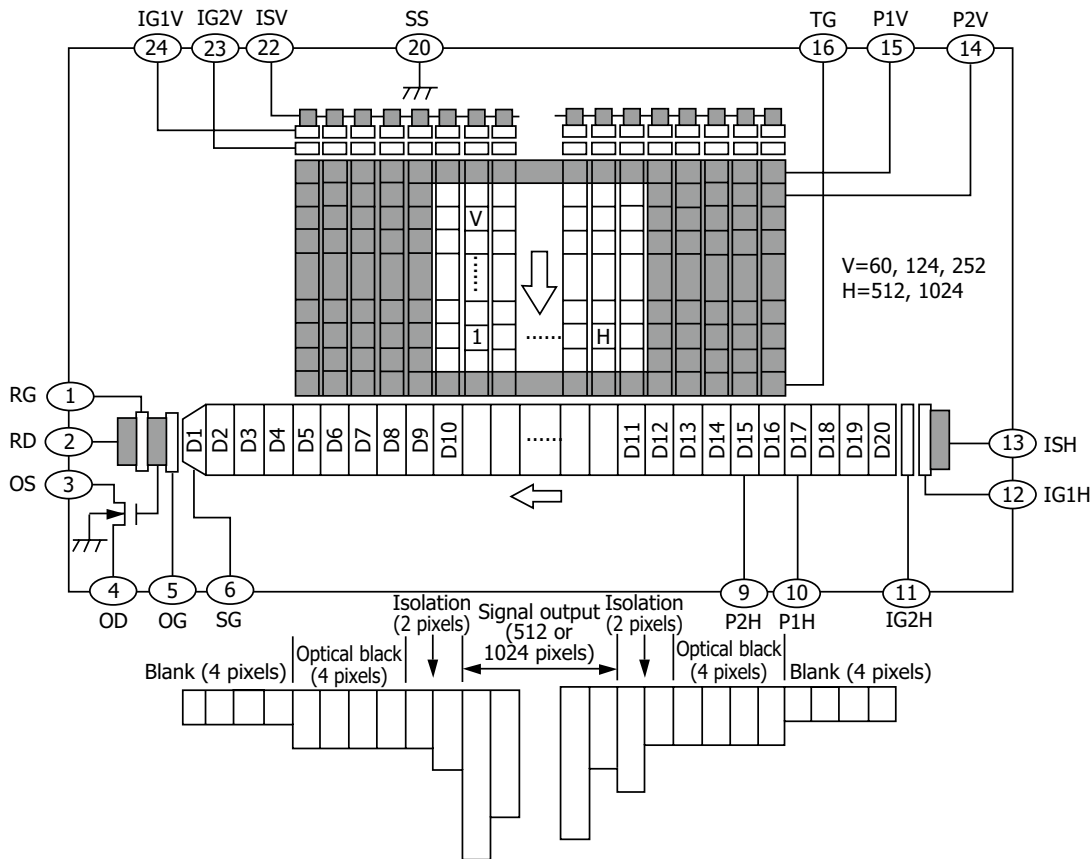 IG1V IG2V ISV SS TG P1V P2V
24 23 22 20 16 15 14
V
V=60, 124, 252
H=512, 1024
1 ...... H
RG 1
RD 2
OS 3
D1 D2 D3 D4 D5 D6 D7 D8 D9 D10 ...... D11 D12 D13 D14 D15 D16 D17 D18 D19 D20
13 ISH
12 IG1H
4 5 6 9 10 11
OD OG SG P2H P1H IG2H
Isolation
(2 pixels)
Signal output
(512 or
1024 pixels)
Isolation
(2 pixels)
Blank (4 pixels)
Optical black
(4 pixels)
Optical black
(4 pixels)
Blank (4 pixels)